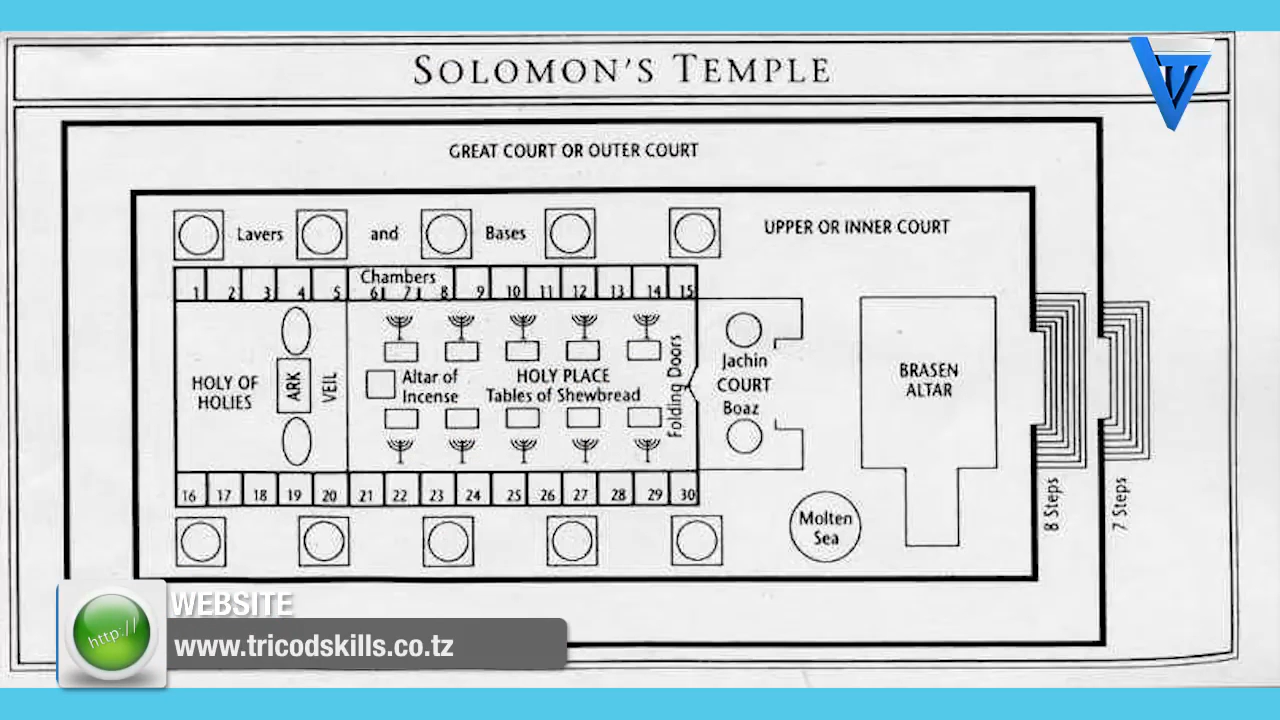 SOLOMON'S TEMPLE
GREAT COURT OR OUTER COURT
UPPER OR INNER COURT
Lavers and Bases
Chambers
1 2 3 4 5 6 7 8 9 10 11 12 13 14 15
HOLY OF
HOLIES
ARK
VEIL
Altar of
Incense
HOLY PLACE
Tables of Shewbread
Folding Doors
Jachin
COURT
Boaz
BRASEN
ALTAR
16 17 18 19 20 21 22 23 24 25 26 27 28 29 30
Molten
Sea
8 Steps
7 Steps
http://
WEBSITE
www.tricodskills.co.tz